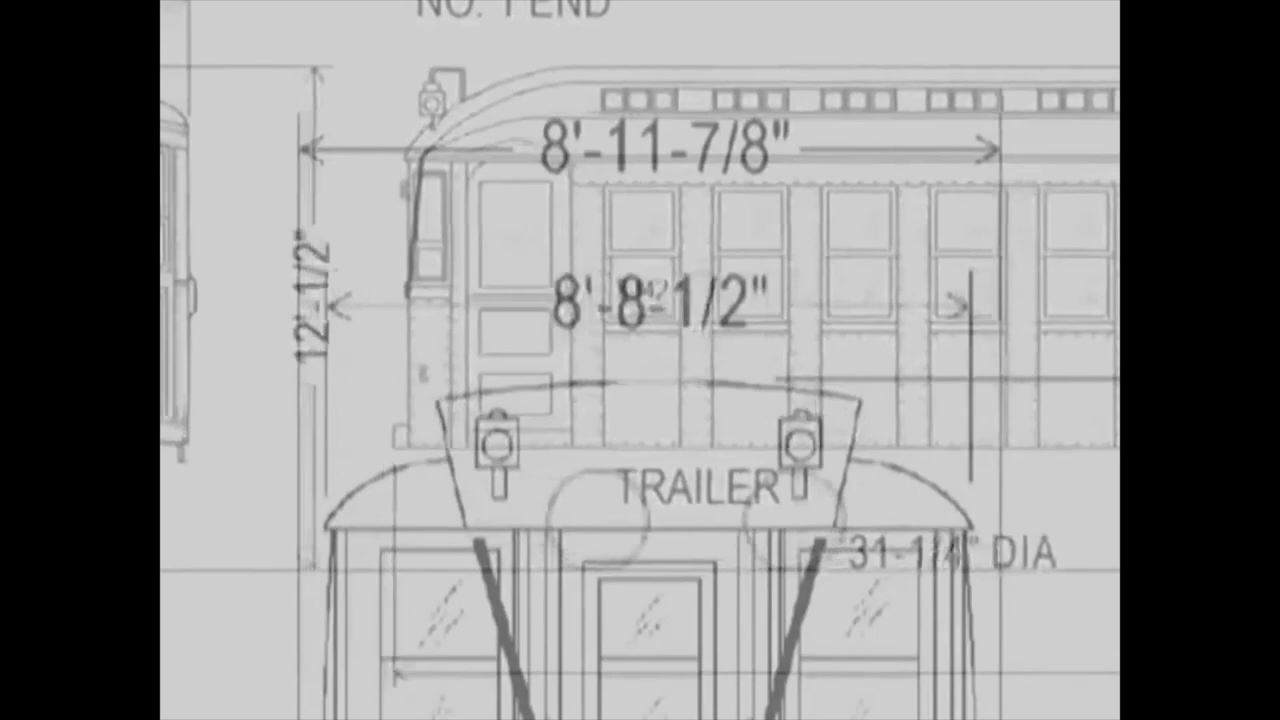 NO. 1 END
8'-11-7/8"
12'-1/2"
8'-8-1/2"
TRAILER
31-1/4" DIA